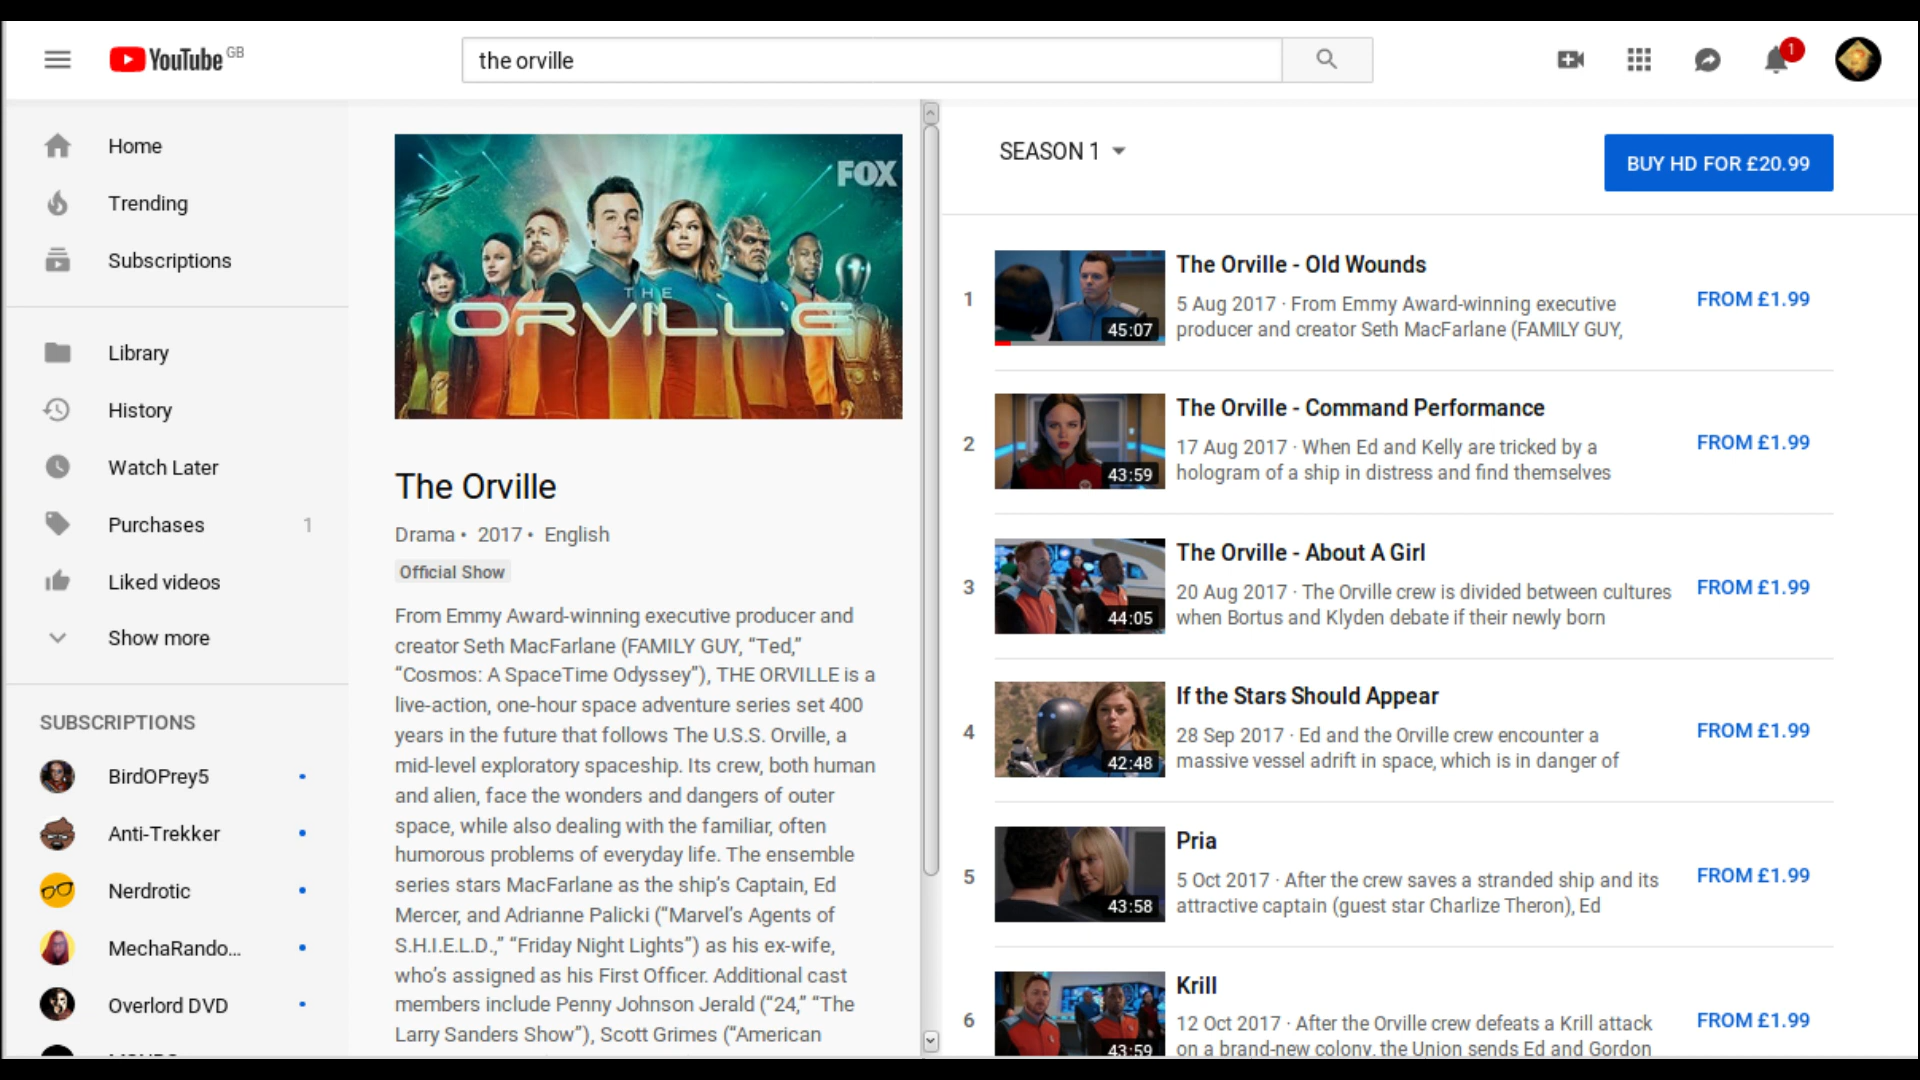 YouTube GB
the orville
1
Home
Trending
Subscriptions
Library
History
Watch Later
Purchases 1
Liked videos
Show more
SUBSCRIPTIONS
BirdOPrey5
Anti-Trekker
Nerdrotic
MechaRando...
Overlord DVD
FOX
THE
ORVILLE
The Orville
Drama • 2017 • English
Official Show
From Emmy Award-winning executive producer and
creator Seth MacFarlane (FAMILY GUY, “Ted,”
“Cosmos: A SpaceTime Odyssey”), THE ORVILLE is a
live-action, one-hour space adventure series set 400
years in the future that follows The U.S.S. Orville, a
mid-level exploratory spaceship. Its crew, both human
and alien, face the wonders and dangers of outer
space, while also dealing with the familiar, often
humorous problems of everyday life. The ensemble
series stars MacFarlane as the ship’s Captain, Ed
Mercer, and Adrianne Palicki (“Marvel’s Agents of
S.H.I.E.L.D.,” “Friday Night Lights”) as his ex-wife,
who’s assigned as his First Officer. Additional cast
members include Penny Johnson Jerald (“24,” “The
Larry Sanders Show”), Scott Grimes (“American
SEASON 1
BUY HD FOR £20.99
1
45:07
The Orville - Old Wounds
5 Aug 2017 · From Emmy Award-winning executive
producer and creator Seth MacFarlane (FAMILY GUY,
FROM £1.99
2
43:59
The Orville - Command Performance
17 Aug 2017 · When Ed and Kelly are tricked by a
hologram of a ship in distress and find themselves
FROM £1.99
3
44:05
The Orville - About A Girl
20 Aug 2017 · The Orville crew is divided between cultures
when Bortus and Klyden debate if their newly born
FROM £1.99
4
42:48
If the Stars Should Appear
28 Sep 2017 · Ed and the Orville crew encounter a
massive vessel adrift in space, which is in danger of
FROM £1.99
5
43:58
Pria
5 Oct 2017 · After the crew saves a stranded ship and its
attractive captain (guest star Charlize Theron), Ed
FROM £1.99
6
43:59
Krill
12 Oct 2017 · After the Orville crew defeats a Krill attack
on a brand-new colony, the Union sends Ed and Gordon
FROM £1.99